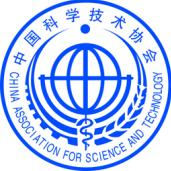 中国科学技术协会
CHINA ASSOCIATION FOR SCIENCE AND TECHNOLOGY